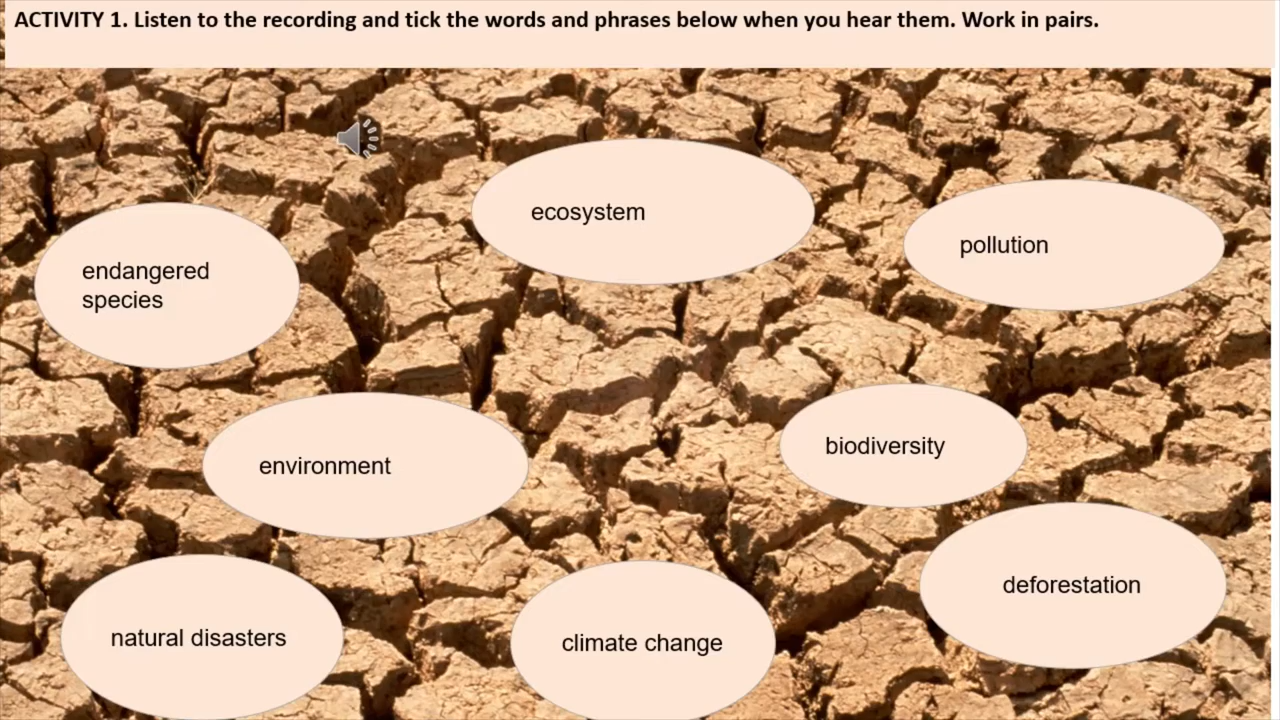 ACTIVITY 1. Listen to the recording and tick the words and phrases below when you hear them. Work in pairs.
ecosystem
pollution
endangered
species
environment
biodiversity
deforestation
natural disasters
climate change